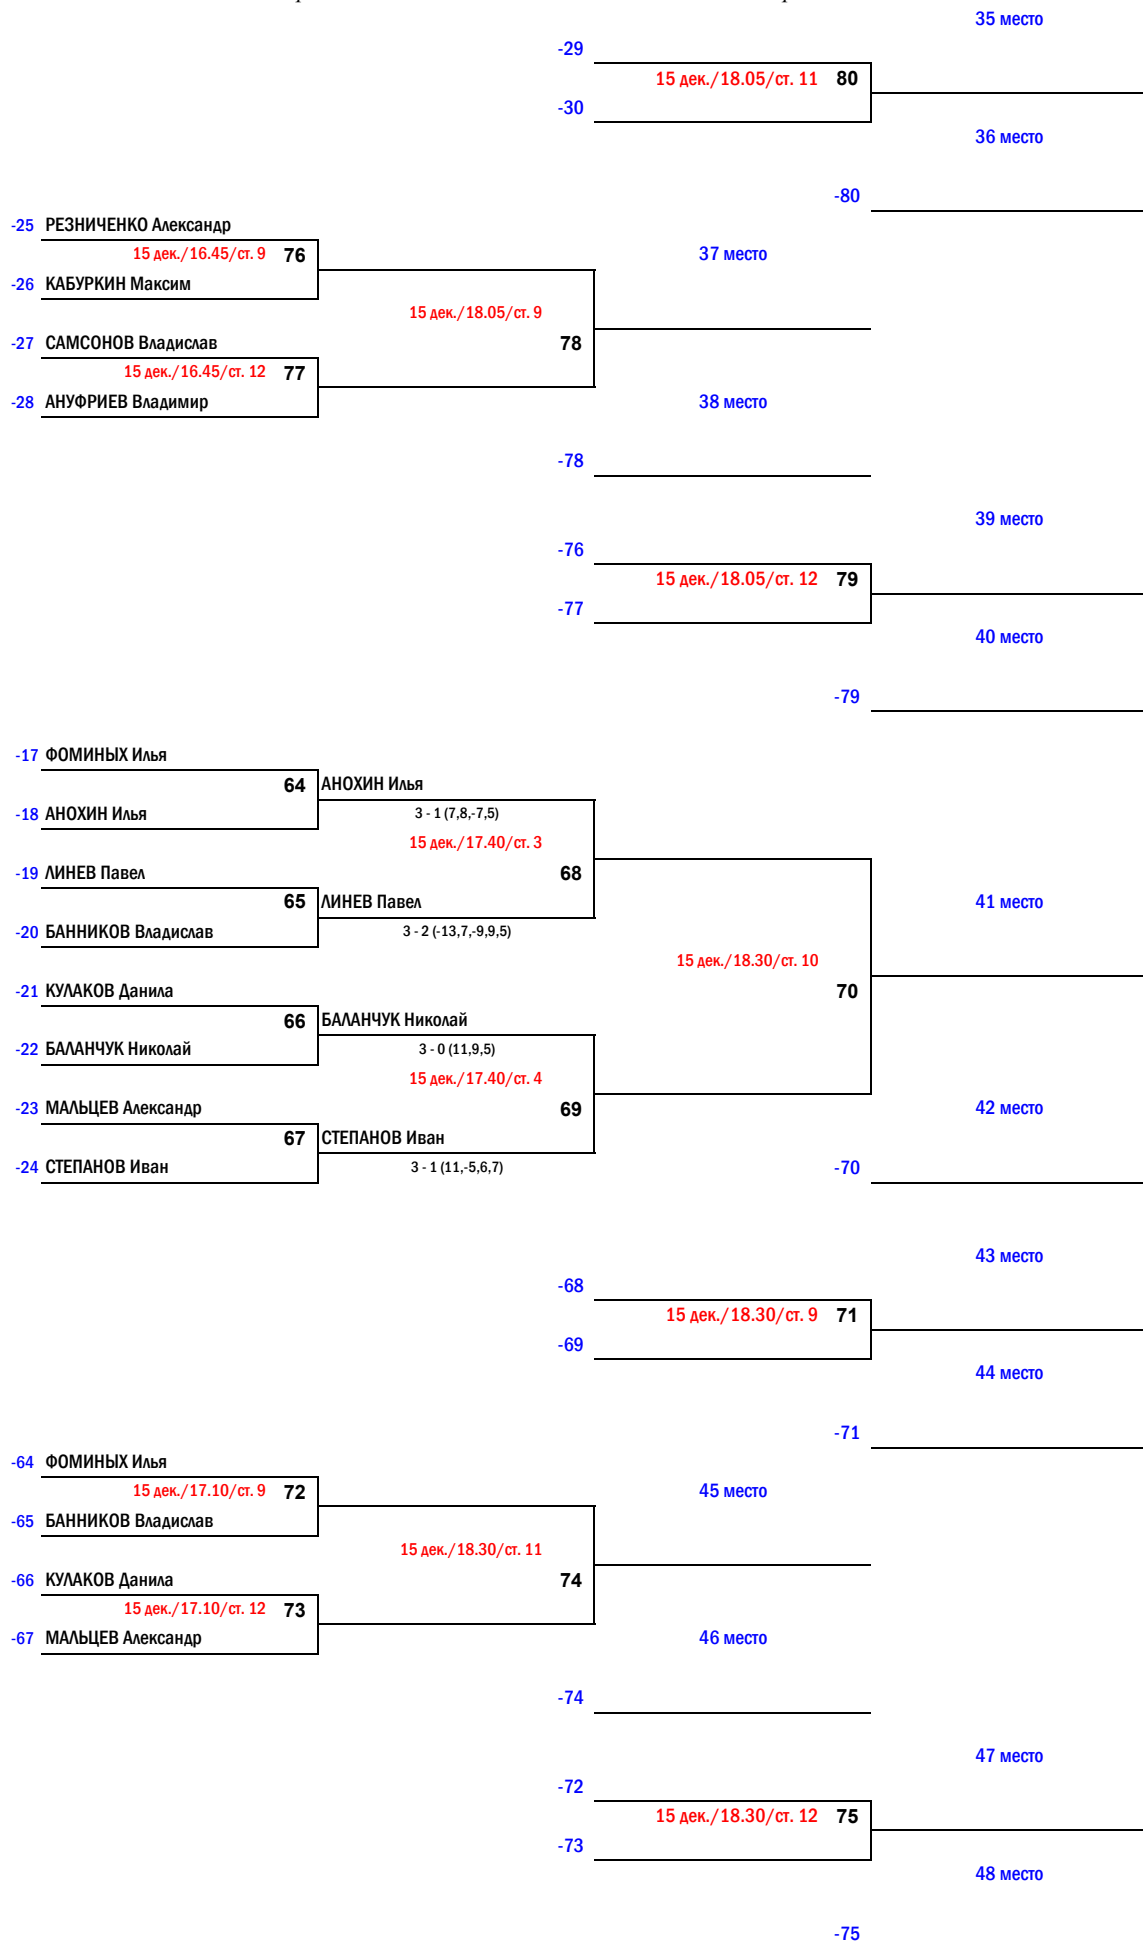 35 место
-29
15 дек./18.05/ст. 11 80
-30
36 место
-80
-25 РЕЗНИЧЕНКО Александр
15 дек./16.45/ст. 9 76
37 место
-26 КАБУРКИН Максим
15 дек./18.05/ст. 9
-27 САМСОНОВ Владислав
78
15 дек./16.45/ст. 12 77
-28 АНУФРИЕВ Владимир
38 место
-78
39 место
-76
15 дек./18.05/ст. 12 79
-77
40 место
-79
-17 ФОМИНЫХ Илья
64 АНОХИН Илья
-18 АНОХИН Илья
3 - 1 (7,8,-7,5)
15 дек./17.40/ст. 3
-19 ЛИНЕВ Павел
68
65 ЛИНЕВ Павел
41 место
-20 БАННИКОВ Владислав
3 - 2 (-13,7,-9,9,5)
15 дек./18.30/ст. 10
-21 КУЛАКОВ Данила
70
66 БАЛАНЧУК Николай
-22 БАЛАНЧУК Николай
3 - 0 (11,9,5)
15 дек./17.40/ст. 4
-23 МАЛЬЦЕВ Александр
69
42 место
67 СТЕПАНОВ Иван
-24 СТЕПАНОВ Иван
3 - 1 (11,-5,6,7)
-70
43 место
-68
15 дек./18.30/ст. 9 71
-69
44 место
-71
-64 ФОМИНЫХ Илья
15 дек./17.10/ст. 9 72
45 место
-65 БАННИКОВ Владислав
15 дек./18.30/ст. 11
-66 КУЛАКОВ Данила
74
15 дек./17.10/ст. 12 73
-67 МАЛЬЦЕВ Александр
46 место
-74
47 место
-72
15 дек./18.30/ст. 12 75
-73
48 место
-75